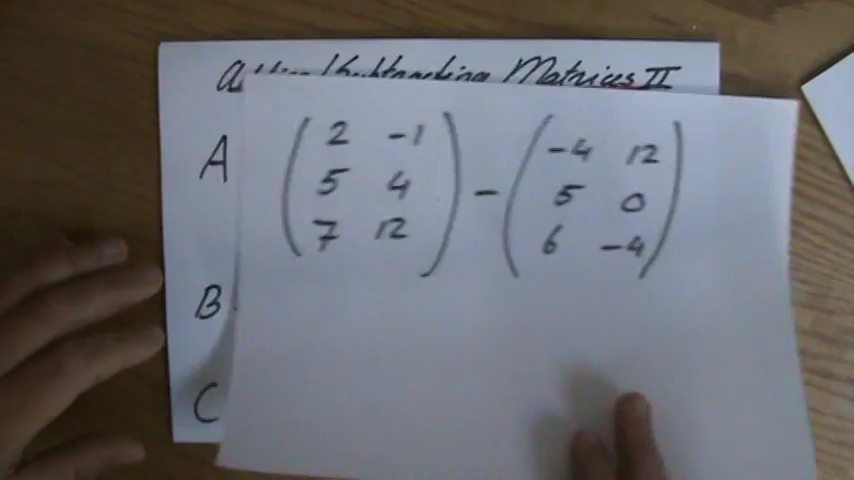 Matrices II
A
( 2 -1 ) - ( -4 12 )
5 4 5 0
7 12 6 -4
B
C